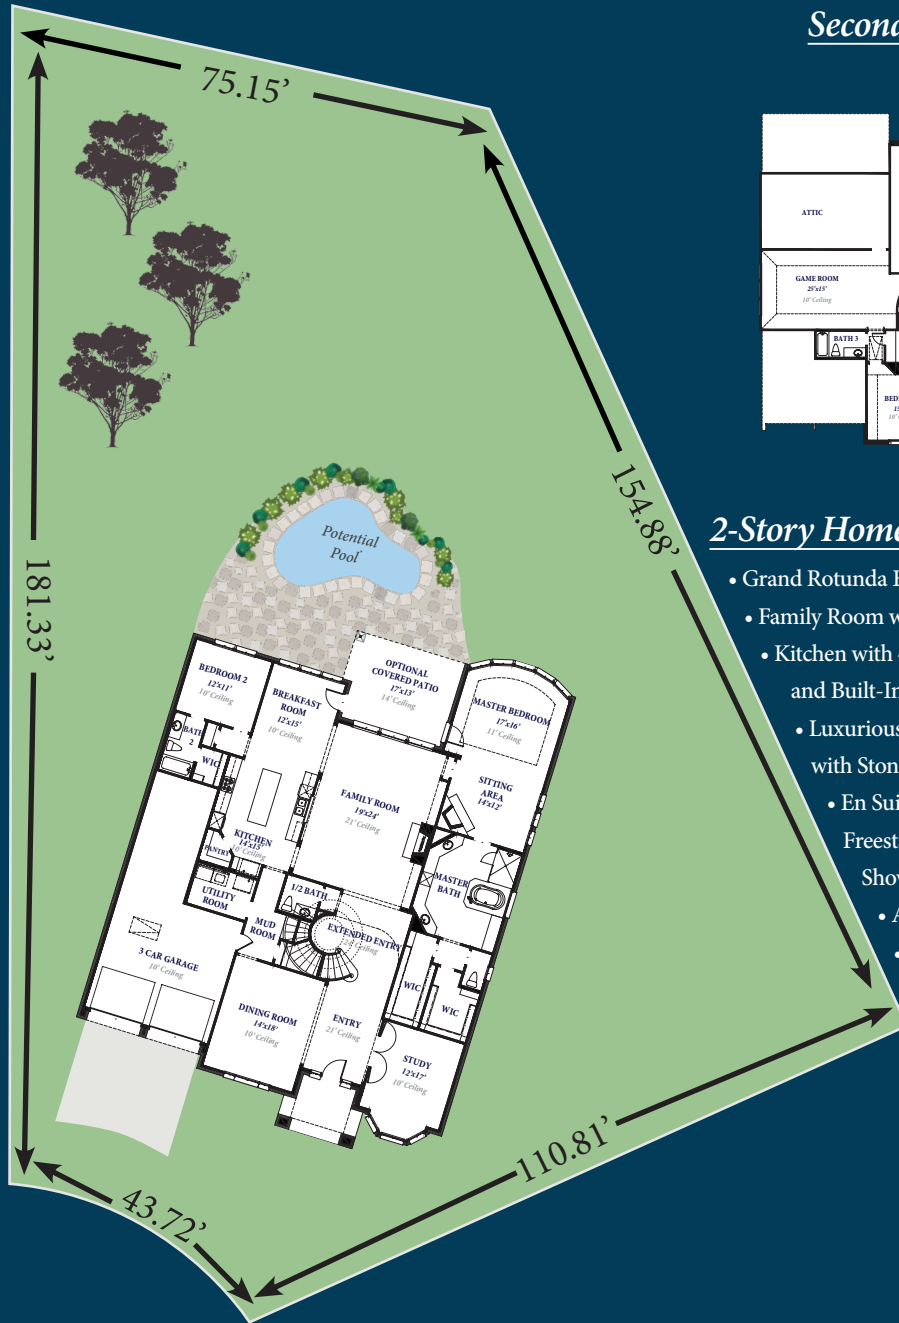 75.15’
154.88’
181.33’
110.81’
43.72’
Potential
Pool
OPTIONAL
COVERED PATIO
17'x13'
14' Ceiling
BEDROOM 2
12'x11'
10' Ceiling
BREAKFAST
ROOM
12'x15'
10' Ceiling
MASTER BEDROOM
17'x16'
11' Ceiling
BATH
2
WIC
SITTING
AREA
14'x12'
FAMILY ROOM
19'x24'
21' Ceiling
KITCHEN
14'x15'
10' Ceiling
PANTRY
MASTER
BATH
UTILITY
ROOM
1/2 BATH
MUD
ROOM
EXTENDED ENTRY
Ceiling
3 CAR GARAGE
10' Ceiling
WIC
WIC
DINING ROOM
14'x18'
10' Ceiling
ENTRY
21' Ceiling
STUDY
12'x17'
10' Ceiling
Second
ATTIC
GAME ROOM
25'x15'
10' Ceiling
BATH 3
BED
2-Story Home
• Grand Rotunda
• Family Room
• Kitchen with
and Built-In
• Luxurious
with Ston
• En Sui
Freest
Show
•
•